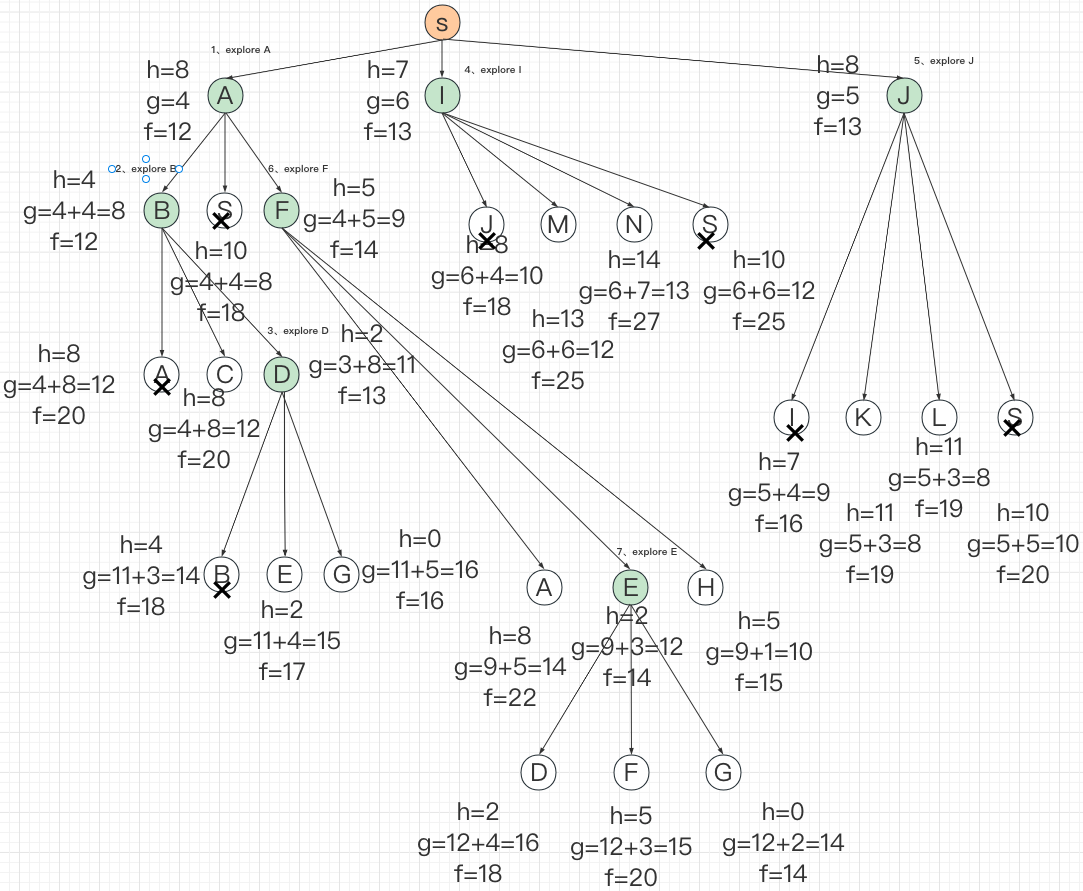 s
1、explore A
h=8
g=4
f=12
A
h=7
g=6
f=13
I
4、explore I
h=8
g=5
f=13
J
5、explore J
2、explore B
h=4
g=4+4=8
f=12
B
S
h=10
g=4+4=8
f=18
6、explore F
F
h=5
g=4+5=9
f=14
J
h=8
g=6+4=10
f=18
M
h=13
g=6+6=12
f=25
N
h=14
g=6+7=13
f=27
S
h=10
g=6+6=12
f=25
h=8
g=4+8=12
f=20
A
C
h=8
g=4+8=12
f=20
3、explore D
D
h=2
g=3+8=11
f=13
I
h=7
g=5+4=9
f=16
K
h=11
g=5+3=8
f=19
L
h=11
g=5+3=8
f=19
S
h=10
g=5+5=10
f=20
h=4
g=11+3=14
f=18
B
E
h=2
g=11+4=15
f=17
G
h=0
g=11+5=16
f=16
A
h=8
g=9+5=14
f=22
7、explore E
E
h=2
g=9+3=12
f=14
H
h=5
g=9+1=10
f=15
D
h=2
g=12+4=16
f=18
F
h=5
g=12+3=15
f=20
G
h=0
g=12+2=14
f=14